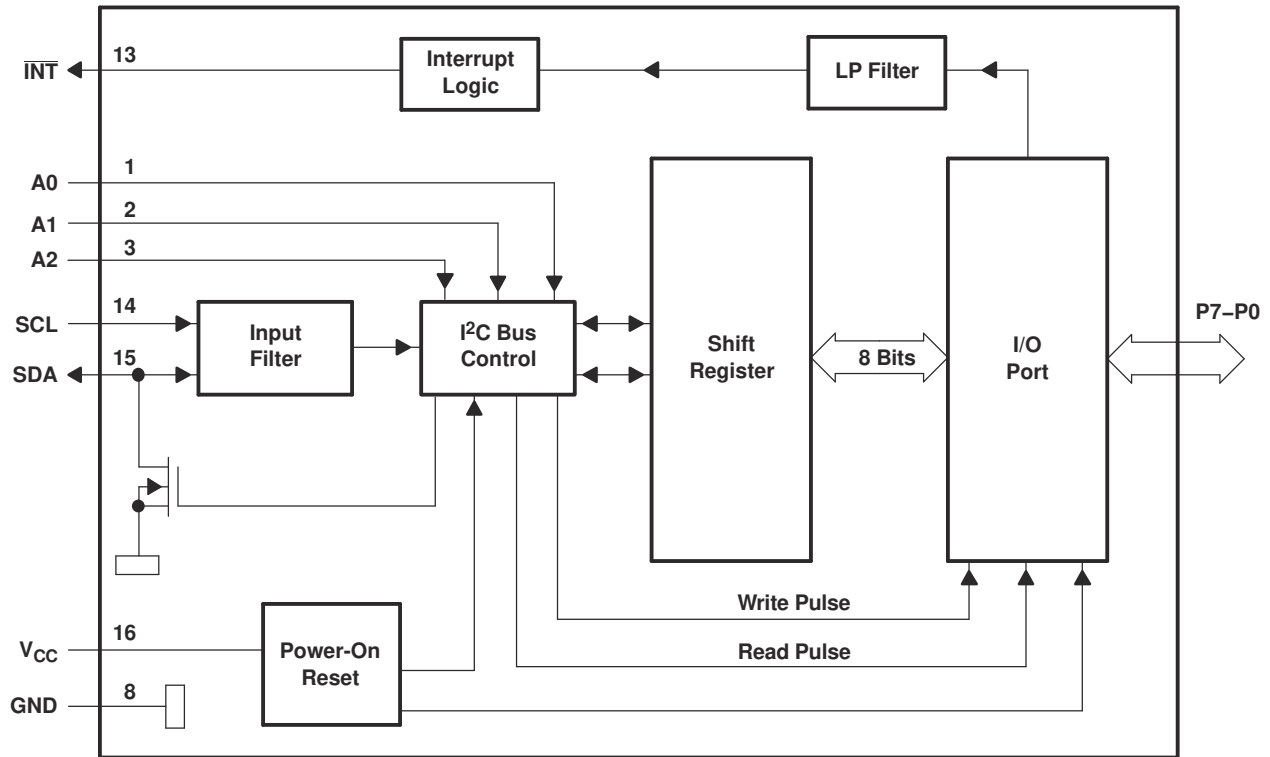 INT
13
Interrupt
Logic
LP Filter
A0
1
A1
2
A2
3
SCL
14
SDA
15
Input
Filter
I²C Bus
Control
Shift
Register
8 Bits
I/O
Port
P7–P0
Write Pulse
Read Pulse
VCC
16
Power-On
Reset
GND
8